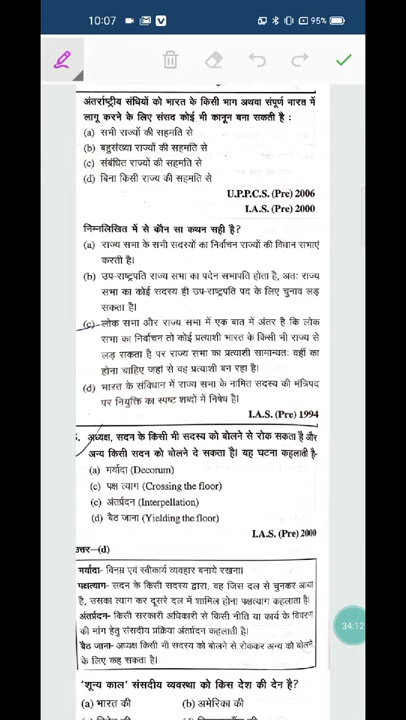 10:07
95%
अंतर्राष्ट्रीय संधियों को भारत के किसी भाग अथवा संपूर्ण भारत में
लागू करने के लिए संसद कोई भी कानून बना सकती है :
(a) सभी राज्यों की सहमति से
(b) बहुसंख्या राज्यों की सहमति से
(c) संबंधित राज्यों की सहमति से
(d) बिना किसी राज्य की सहमति से
U.P.P.C.S. (Pre) 2006
I.A.S. (Pre) 2000
निम्नलिखित में से कौन सा कथन सही है?
(a) राज्य सभा के सभी सदस्यों का निर्वाचन राज्यों की विधान सभाएं
करती है।
(b) उप-राष्ट्रपति राज्य सभा का पदेन सभापति होता है, अतः राज्य
सभा का कोई सदस्य ही उप-राष्ट्रपति पद के लिए चुनाव लड़
सकता है।
(c) लोक सभा और राज्य सभा में एक बात में अंतर है कि लोक
सभा का निर्वाचन तो कोई प्रत्याशी भारत के किसी भी राज्य से
लड़ सकता है पर राज्य सभा का प्रत्याशी सामान्यतः वहीं का
होना चाहिए जहां से वह प्रत्याशी बन रहा है।
(d) भारत के संविधान में राज्य सभा के नामित सदस्य की मंत्रिपद
पर नियुक्ति का स्पष्ट शब्दों में निषेध है।
I.A.S. (Pre) 1994
अध्यक्ष, सदन के किसी भी सदस्य को बोलने से रोक सकता है और
अन्य किसी सदन को बोलने दे सकता है। यह घटना कहलाती है-
(a) मर्यादा (Decorum)
(c) पक्ष त्याग (Crossing the floor)
(c) अंतर्प्रदन (Interpellation)
(d) बैठ जाना (Yielding the floor)
I.A.S. (Pre) 2000
त्तर—(d)
मर्यादा- विनम्र एवं स्वीकार्य व्यवहार बनाये रखना।
पक्षत्याग- सदन के किसी सदस्य द्वारा, वह जिस दल से चुनकर आया
है, उसका त्याग कर दूसरे दल में शामिल होना पक्षत्याग कहलाता है।
अंतर्प्रदन- किसी सरकारी अधिकारी से किसी नीति या कार्य के विवरण
की मांग हेतु संसदीय प्रक्रिया अंतर्प्रदन कहलाती है।
बैठ जाना- अध्यक्ष किसी भी सदस्य को बोलने से रोककर अन्य को बोलने
के लिए कह सकता है।
34:12
'शून्य काल' संसदीय व्यवस्था को किस देश की देन है?
(a) भारत की (b) अमेरिका की